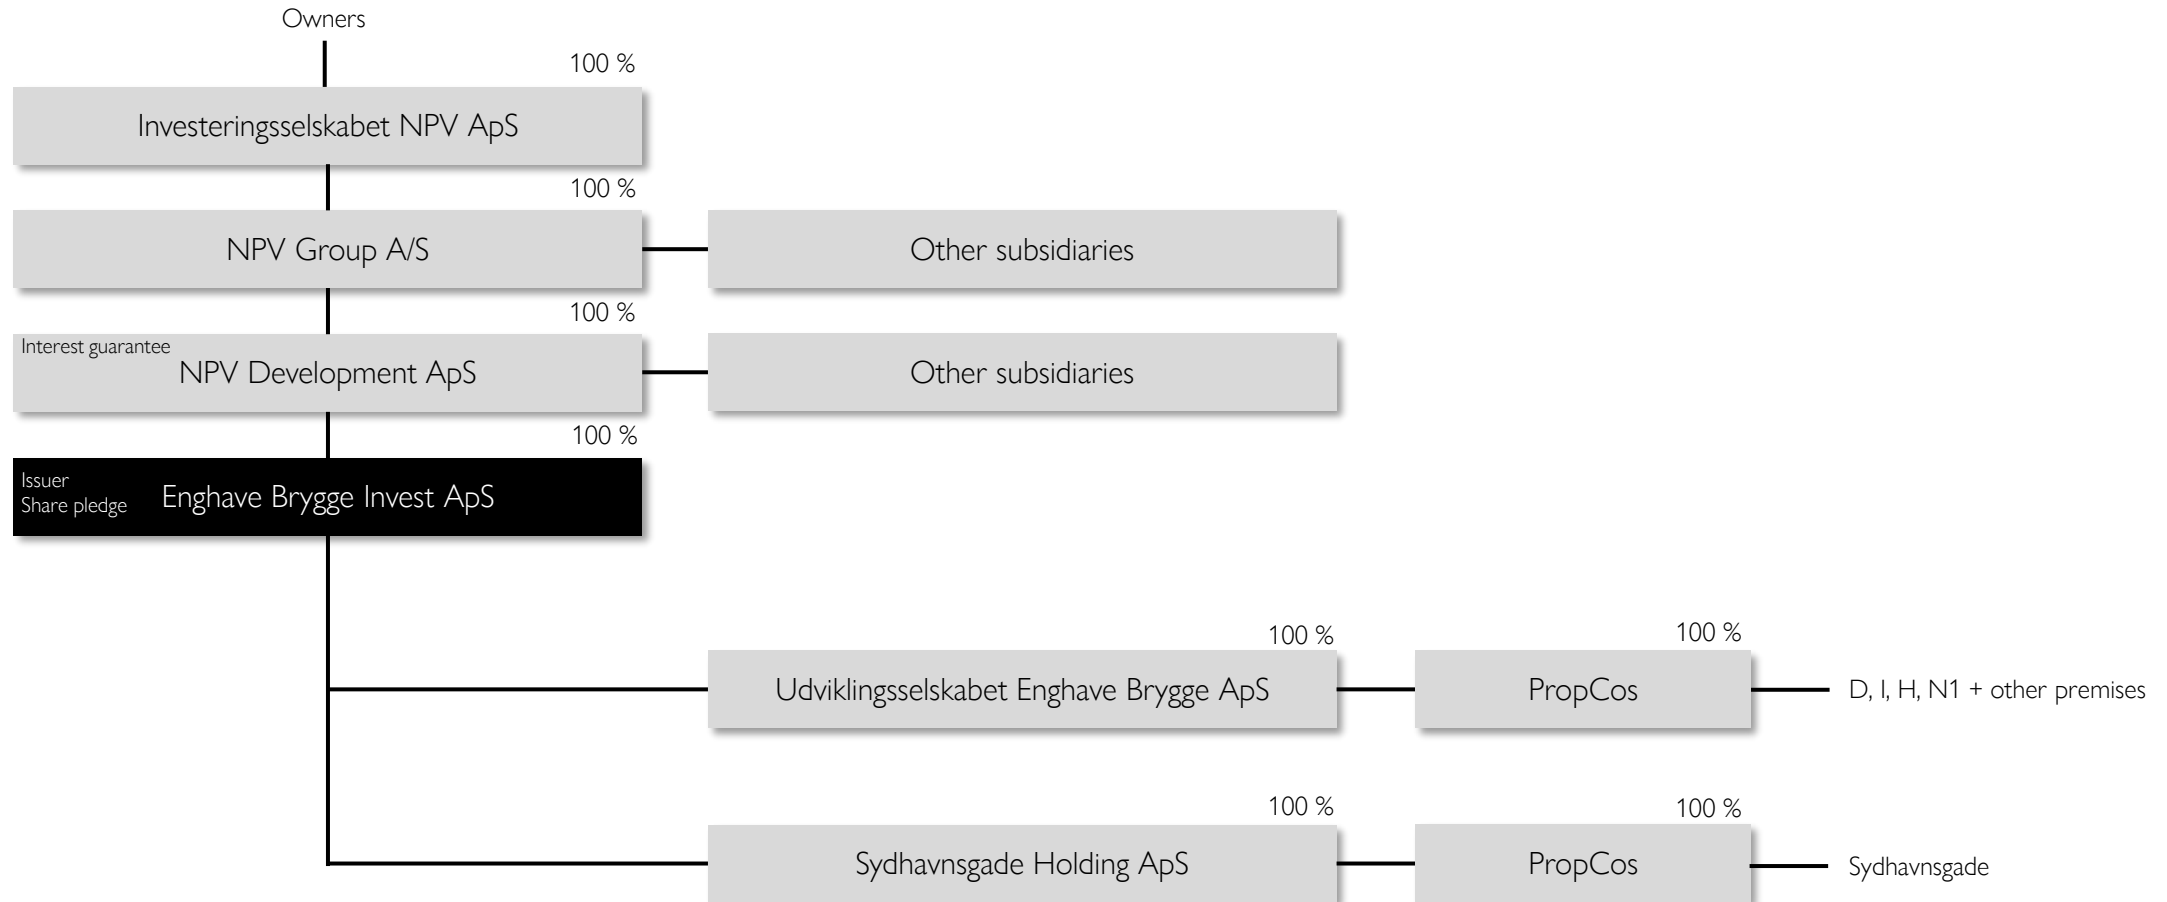 Owners
100 %
Investeringsselskabet NPV ApS
100 %
NPV Group A/S
Other subsidiaries
100 %
Interest guarantee
NPV Development ApS
Other subsidiaries
100 %
Issuer
Share pledge
Enghave Brygge Invest ApS
100 %
100 %
Udviklingsselskabet Enghave Brygge ApS
PropCos
D, I, H, N1 + other premises
100 %
100 %
Sydhavnsgade Holding ApS
PropCos
Sydhavnsgade